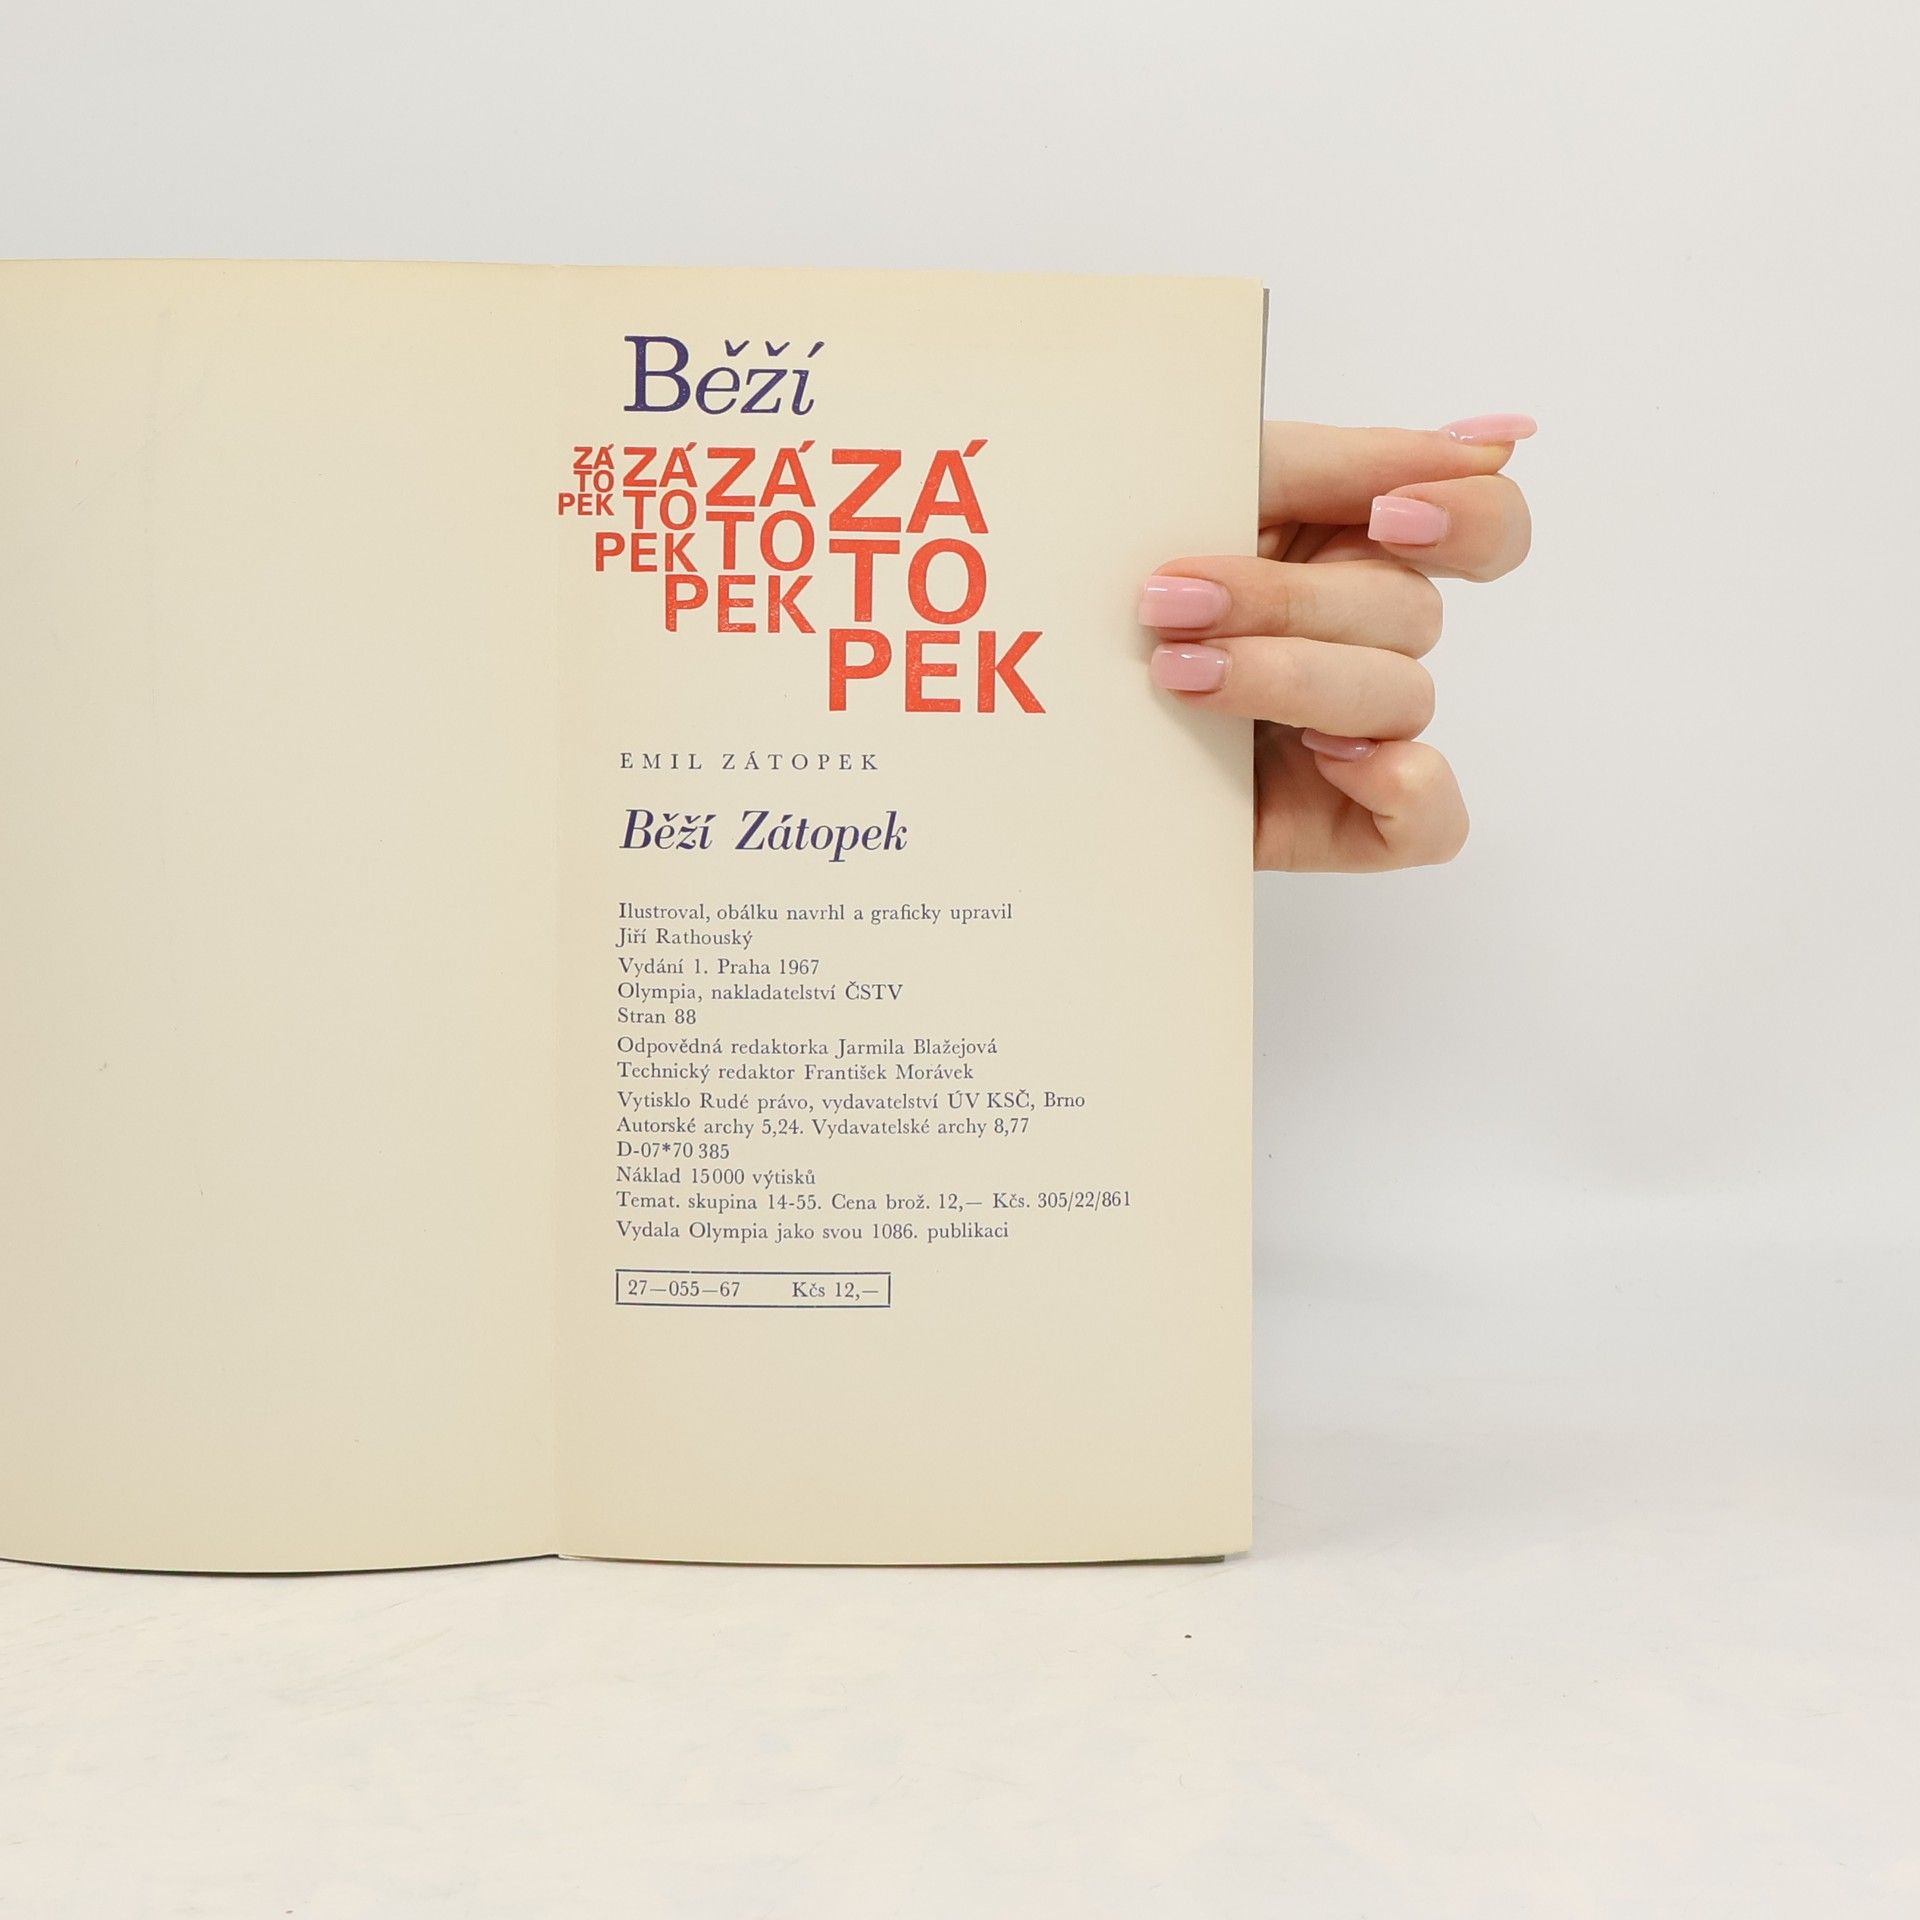 Běží
ZÁ ZÁ ZÁ ZÁ
TO TO TO TO
PEK PEK PEK PEK
EMIL ZÁTOPEK
Běží Zátopek
Ilustroval, obálku navrhl a graficky upravil
Jiří Rathouský
Vydání 1. Praha 1967
Olympia, nakladatelství ČSTV
Stran 88
Odpovědná redaktorka Jarmila Blažejová
Technický redaktor František Morávek
Vytisklo Rudé právo, vydavatelství ÚV KSČ, Brno
Autorské archy 5,24. Vydavatelské archy 8,77
D-07*70 385
Náklad 15000 výtisků
Temat. skupina 14-55. Cena brož. 12,— Kčs. 305/22/861
Vydala Olympia jako svou 1086. publikaci
27—055—67 Kčs 12,—